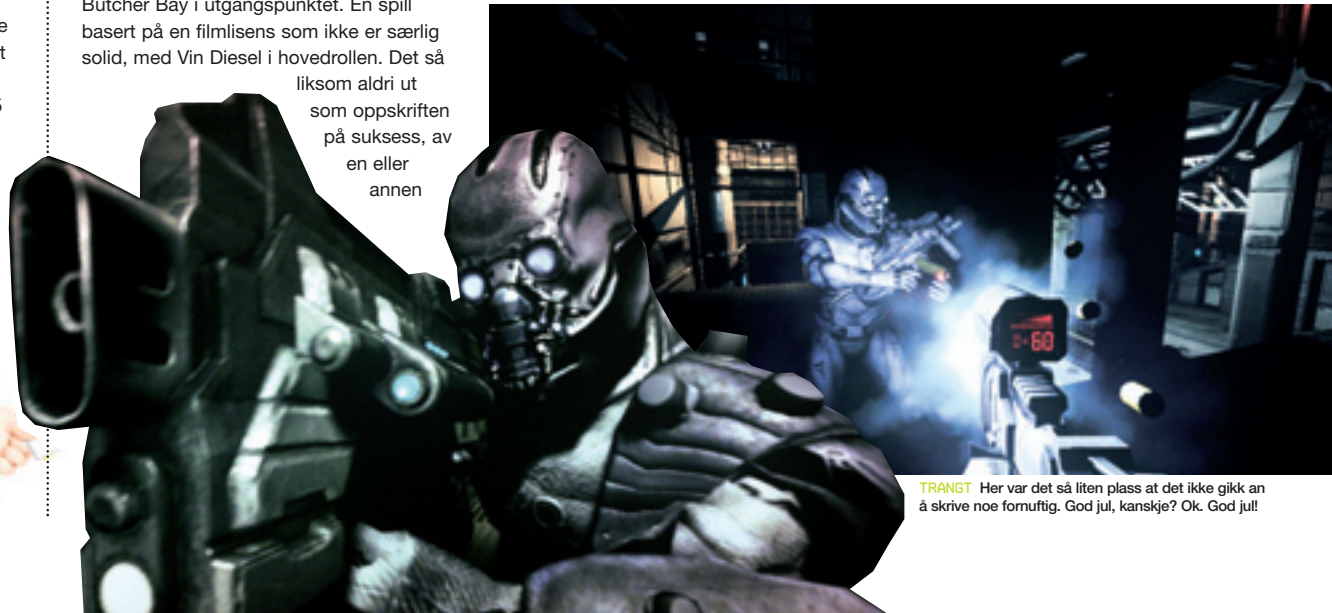 e
t
Butcher Bay i utgangspunktet. En spill
basert på en filmlisens som ikke er særlig
solid, med Vin Diesel i hovedrollen. Det så
liksom aldri ut
som oppskriften
på suksess, av
en eller
annen
60
TRANGT Her var det så liten plass at det ikke gikk an
å skrive noe fornuftig. God jul, kanskje? Ok. God jul!